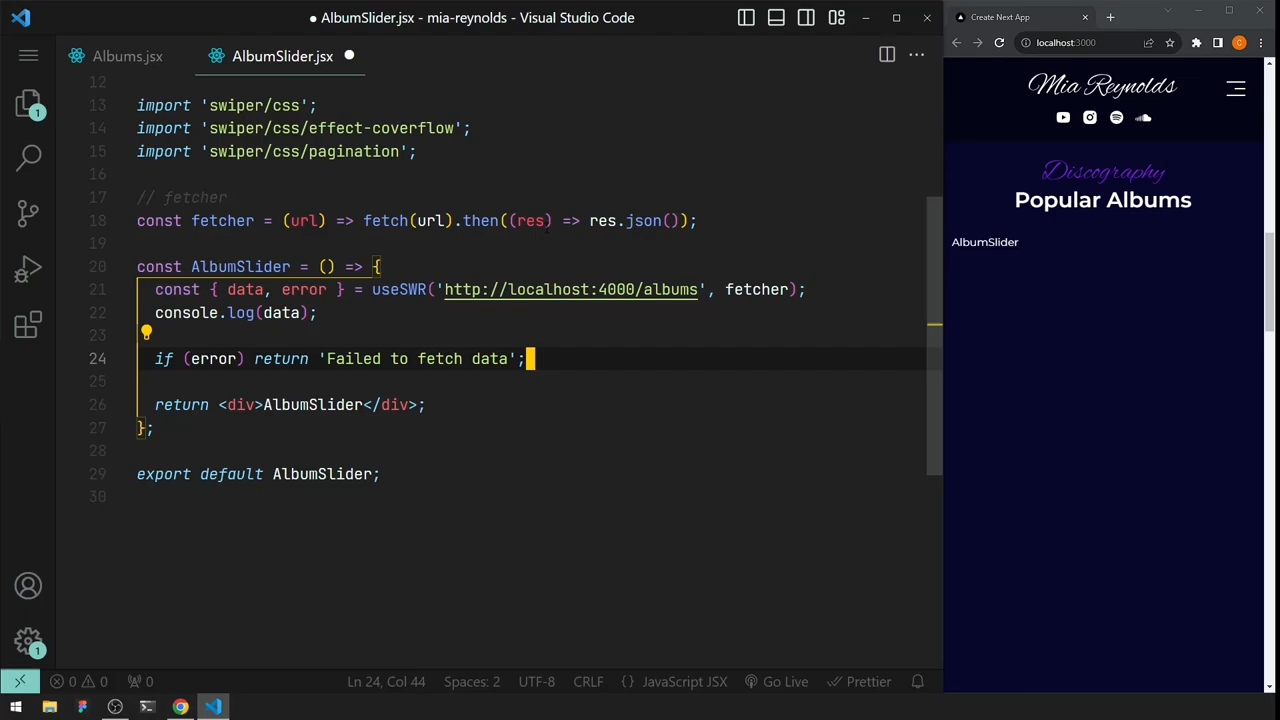 AlbumSlider.jsx - mia-reynolds - Visual Studio Code
Albums.jsx
AlbumSlider.jsx
12
13 import 'swiper/css';
14 import 'swiper/css/effect-coverflow';
15 import 'swiper/css/pagination';
16
17 // fetcher
18 const fetcher = (url) => fetch(url).then((res) => res.json());
19
20 const AlbumSlider = () => {
21 const { data, error } = useSWR('http://localhost:4000/albums', fetcher);
22 console.log(data);
23
24 if (error) return 'Failed to fetch data';
25
26 return <div>AlbumSlider</div>;
27 };
28
29 export default AlbumSlider;
30
1
1
0 0 0
Ln 24, Col 44
Spaces: 2
UTF-8
CRLF
{} JavaScript JSX
Go Live
Prettier
Create Next App
localhost:3000
C
Mia Reynolds
Discography
Popular Albums
AlbumSlider